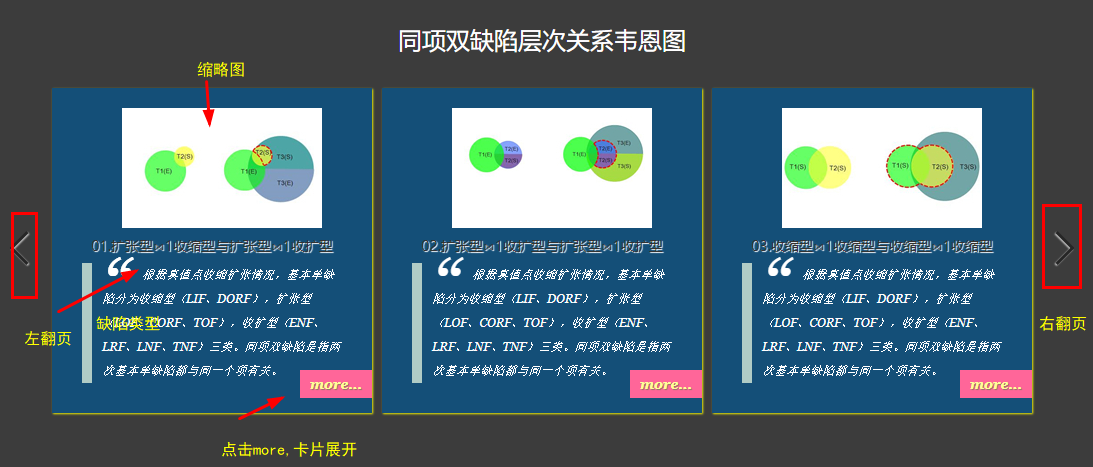 同项双缺陷层次关系韦恩图
缩略图
T1(E) T2(S) T1(E) T2(S) T3(S) T3(E)
T1(E) T2(E) T2(S) T1(E) T2(E) T2(S) T3(E) T3(S)
T1(S) T2(S) T1(S) T2(S) T3(S)
01.扩张型⋈1收缩型与扩张型⋈1收扩型
“ 根据真值点收缩扩张情况，基本单缺
陷分为收缩型（LIF、DORF），扩张型
（LOF、CORF、TOF），收扩型（ENF、
LRF、LNF、TNF）三类。同项双缺陷是指两
次基本单缺陷都与同一个项有关。
more...
02.扩张型⋈1收扩型与扩张型⋈1收扩型
“ 根据真值点收缩扩张情况，基本单缺
陷分为收缩型（LIF、DORF），扩张型
（LOF、CORF、TOF），收扩型（ENF、
LRF、LNF、TNF）三类。同项双缺陷是指两
次基本单缺陷都与同一个项有关。
more...
03.收缩型⋈1收缩型与收缩型⋈1收缩型
“ 根据真值点收缩扩张情况，基本单缺
陷分为收缩型（LIF、DORF），扩张型
（LOF、CORF、TOF），收扩型（ENF、
LRF、LNF、TNF）三类。同项双缺陷是指两
次基本单缺陷都与同一个项有关。
more...
左翻页
缺陷类型
右翻页
点击more,卡片展开